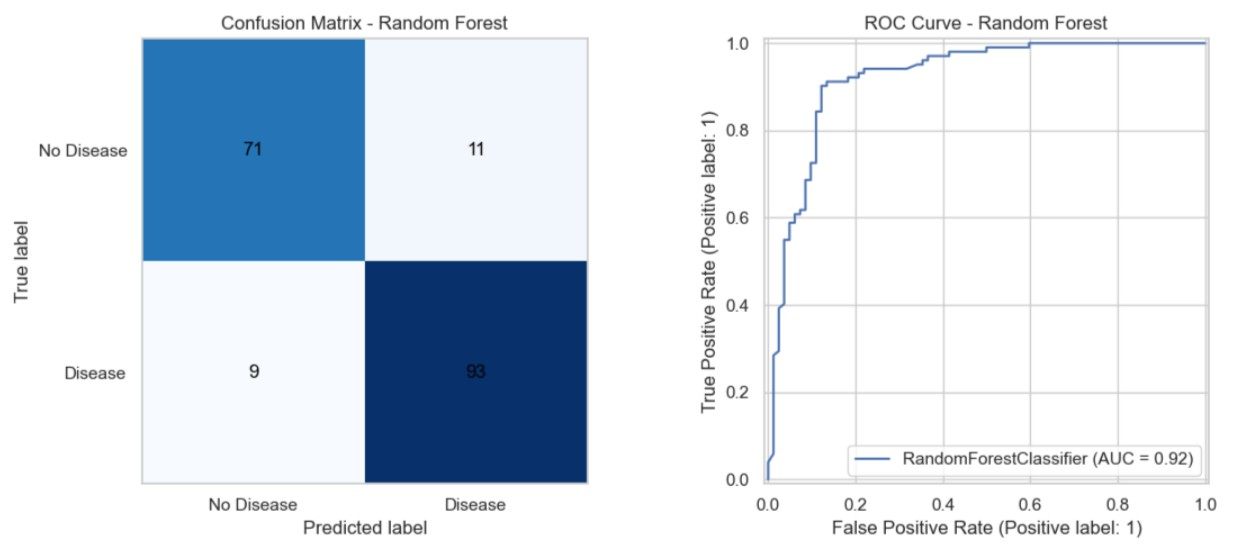 Confusion Matrix - Random Forest
True label
No Disease
71
11
Disease
9
93
No Disease
Disease
Predicted label
ROC Curve - Random Forest
True Positive Rate (Positive label: 1)
1.0
0.8
0.6
0.4
0.2
0.0
RandomForestClassifier (AUC = 0.92)
0.0
0.2
0.4
0.6
0.8
1.0
False Positive Rate (Positive label: 1)